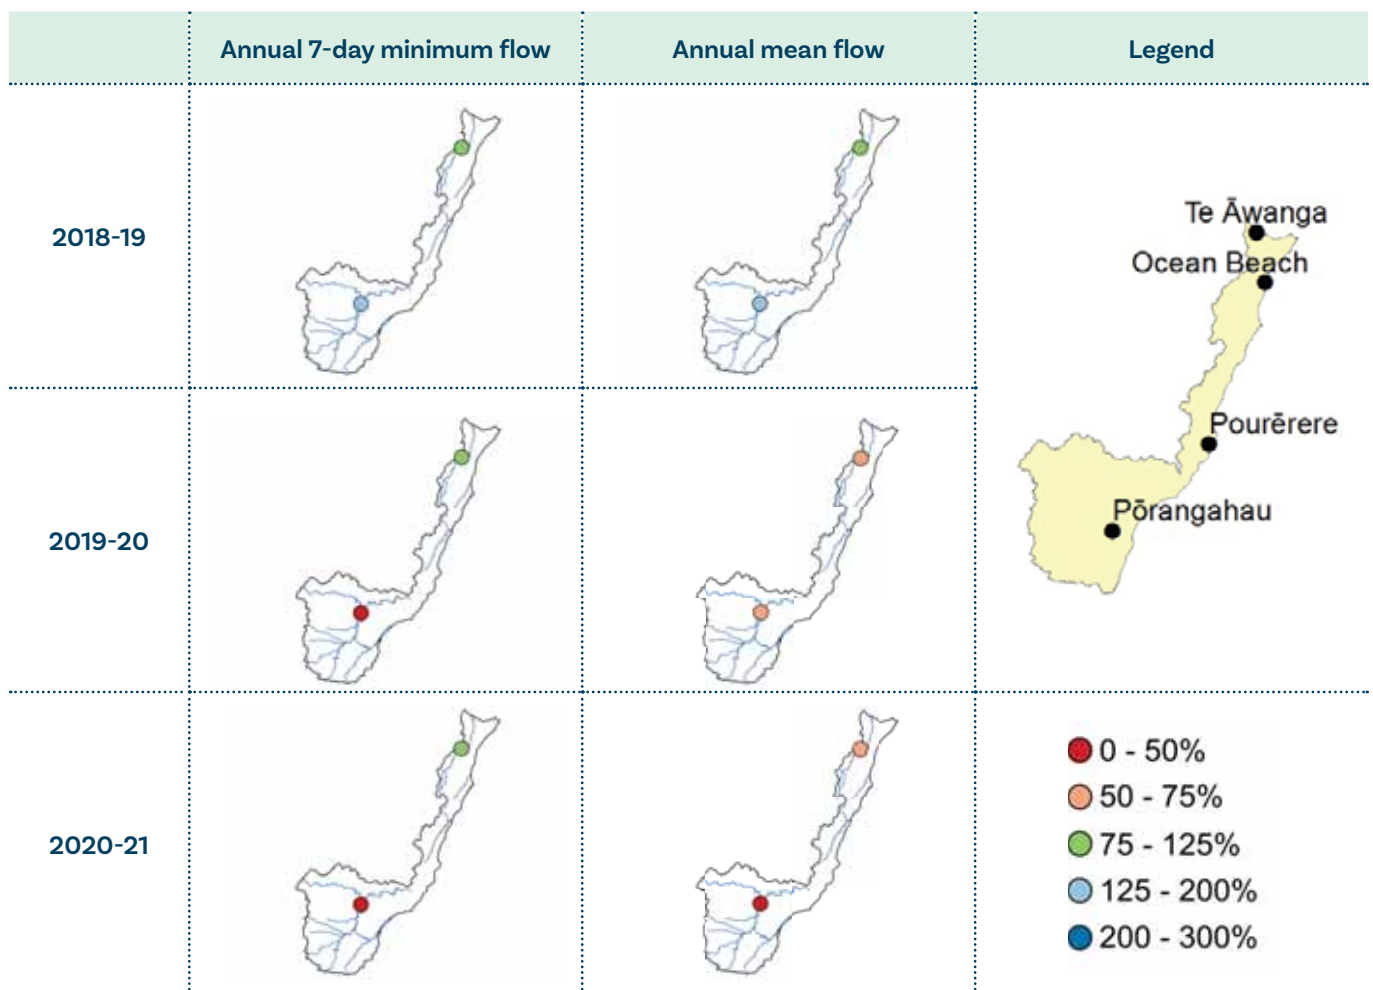 Annual 7-day minimum flow
Annual mean flow
Legend
2018-19
Te Āwanga
Ocean Beach
Pourērere
Pōrangahau
2019-20
2020-21
0 - 50%
50 - 75%
75 - 125%
125 - 200%
200 - 300%